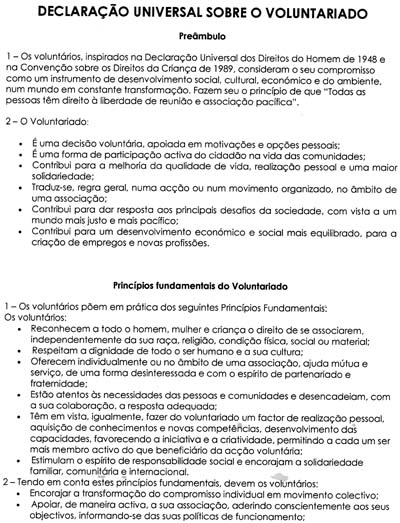 DECLARAÇÃO UNIVERSAL SOBRE O VOLUNTARIADO
Preâmbulo
1 – Os voluntários, inspirados na Declaração Universal dos Direitos do Homem de 1948 e
na Convenção sobre os Direitos da Criança de 1989, consideram o seu compromisso
como um instrumento de desenvolvimento social, cultural, económico e do ambiente,
num mundo em constante transformação. Fazem seu o princípio de que "Todas as
pessoas têm direito à liberdade de reunião e associação pacífica".
2 – O Voluntariado:
• É uma decisão voluntária, apoiada em motivações e opções pessoais;
• É uma forma de participação activa do cidadão na vida das comunidades;
• Contribui para a melhoria da qualidade de vida, realização pessoal e uma maior
solidariedade;
• Traduz-se, regra geral, numa acção ou num movimento organizado, no âmbito de
uma associação;
• Contribui para dar resposta aos principais desafios da sociedade, com vista a um
mundo mais justo e mais pacífico;
• Contribui para um desenvolvimento económico e social mais equilibrado, para a
criação de empregos e novas profissões.
Princípios fundamentais do Voluntariado
1 – Os voluntários põem em prática dos seguintes Princípios Fundamentais:
Os voluntários:
• Reconhecem a todo o homem, mulher e criança o direito de se associarem,
independentemente da sua raça, religião, condição física, social ou material;
• Respeitam a dignidade de todo o ser humano e a sua cultura;
• Oferecem individualmente ou no âmbito de uma associação, ajuda mútua e
serviço, de uma forma desinteressada e com o espírito de partenariado e
fraternidade;
• Estão atentos às necessidades das pessoas e comunidades e desencadeiam, com
a sua colaboração, a resposta adequada;
• Têm em vista, igualmente, fazer do voluntariado um factor de realização pessoal,
aquisição de conhecimentos e novas competências, desenvolvimento das
capacidades, favorecendo a iniciativa e a criatividade, permitindo a cada um ser
mais membro activo do que beneficiário da acção voluntária;
• Estimulam o espírito de responsabilidade social e encorajam a solidariedade
familiar, comunitária e internacional.
2 – Tendo em conta estes princípios fundamentais, devem os voluntários:
• Encorajar a transformação do compromisso individual em movimento colectivo;
• Apoiar, de maneira activa, a sua associação, aderindo conscientemente aos seus
objectivos, informando-se das suas políticas de funcionamento;